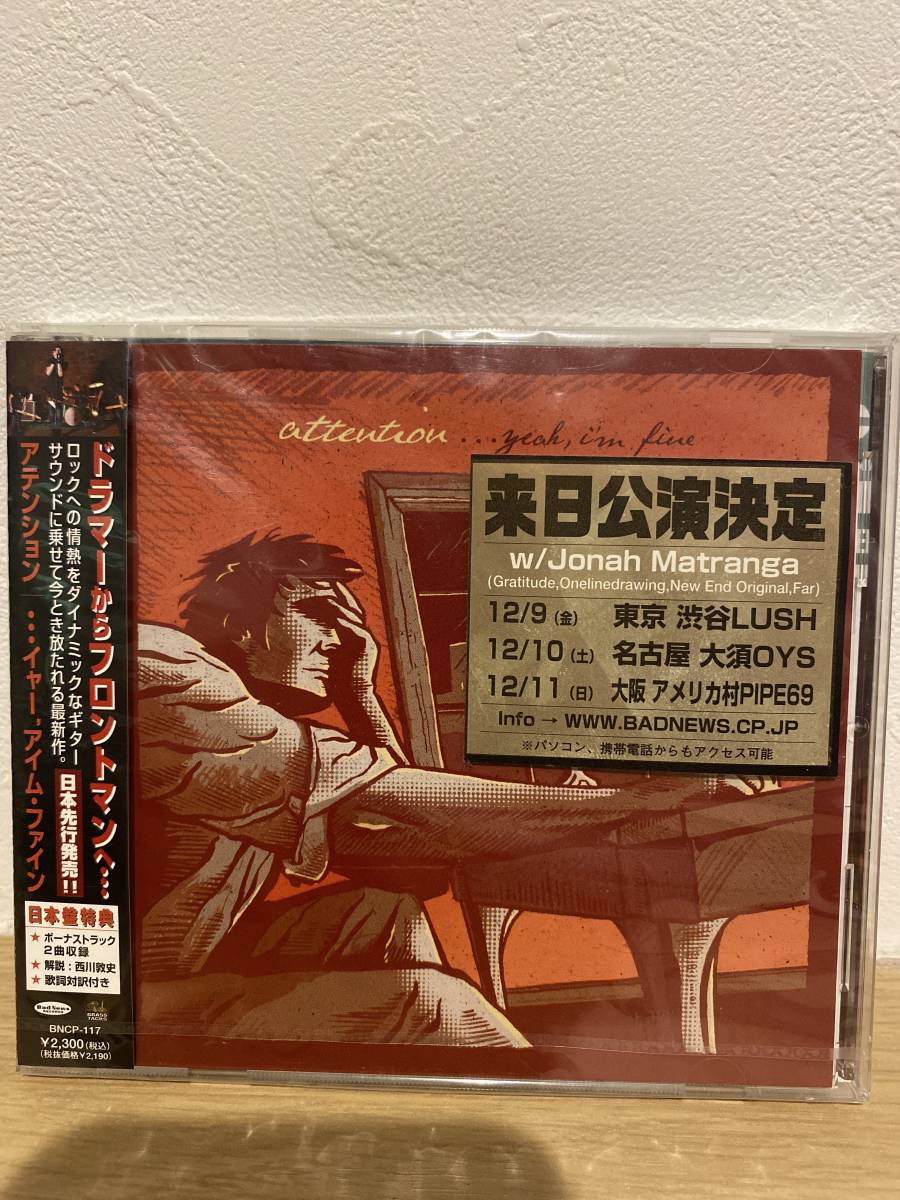 ドラマーからフロントマンへ…
ロックへの情熱をダイナミックなギター
サウンドに乗せて今とき放たれる最新作。
日本先行発売!!
アテンション …イャー,アイム・ファイン
日本盤特典
★ ボーナストラック
2曲収録
★ 解説：西川敦史
★ 歌詞対訳付き
Bad News
RECORDS
BRASS
TACKS
BNCP-117
¥2,300(税込)
(税抜価格¥2,190)
attention ...yeah, i'm fine
来日公演決定
w/Jonah Matranga
(Gratitude,Onelinedrawing,New End Original,Far)
12/9 (金) 東京 渋谷LUSH
12/10 (土) 名古屋 大須OYS
12/11 (日) 大阪 アメリカ村PIPE69
Info → WWW.BADNEWS.CP.JP
※パソコン、携帯電話からもアクセス可能